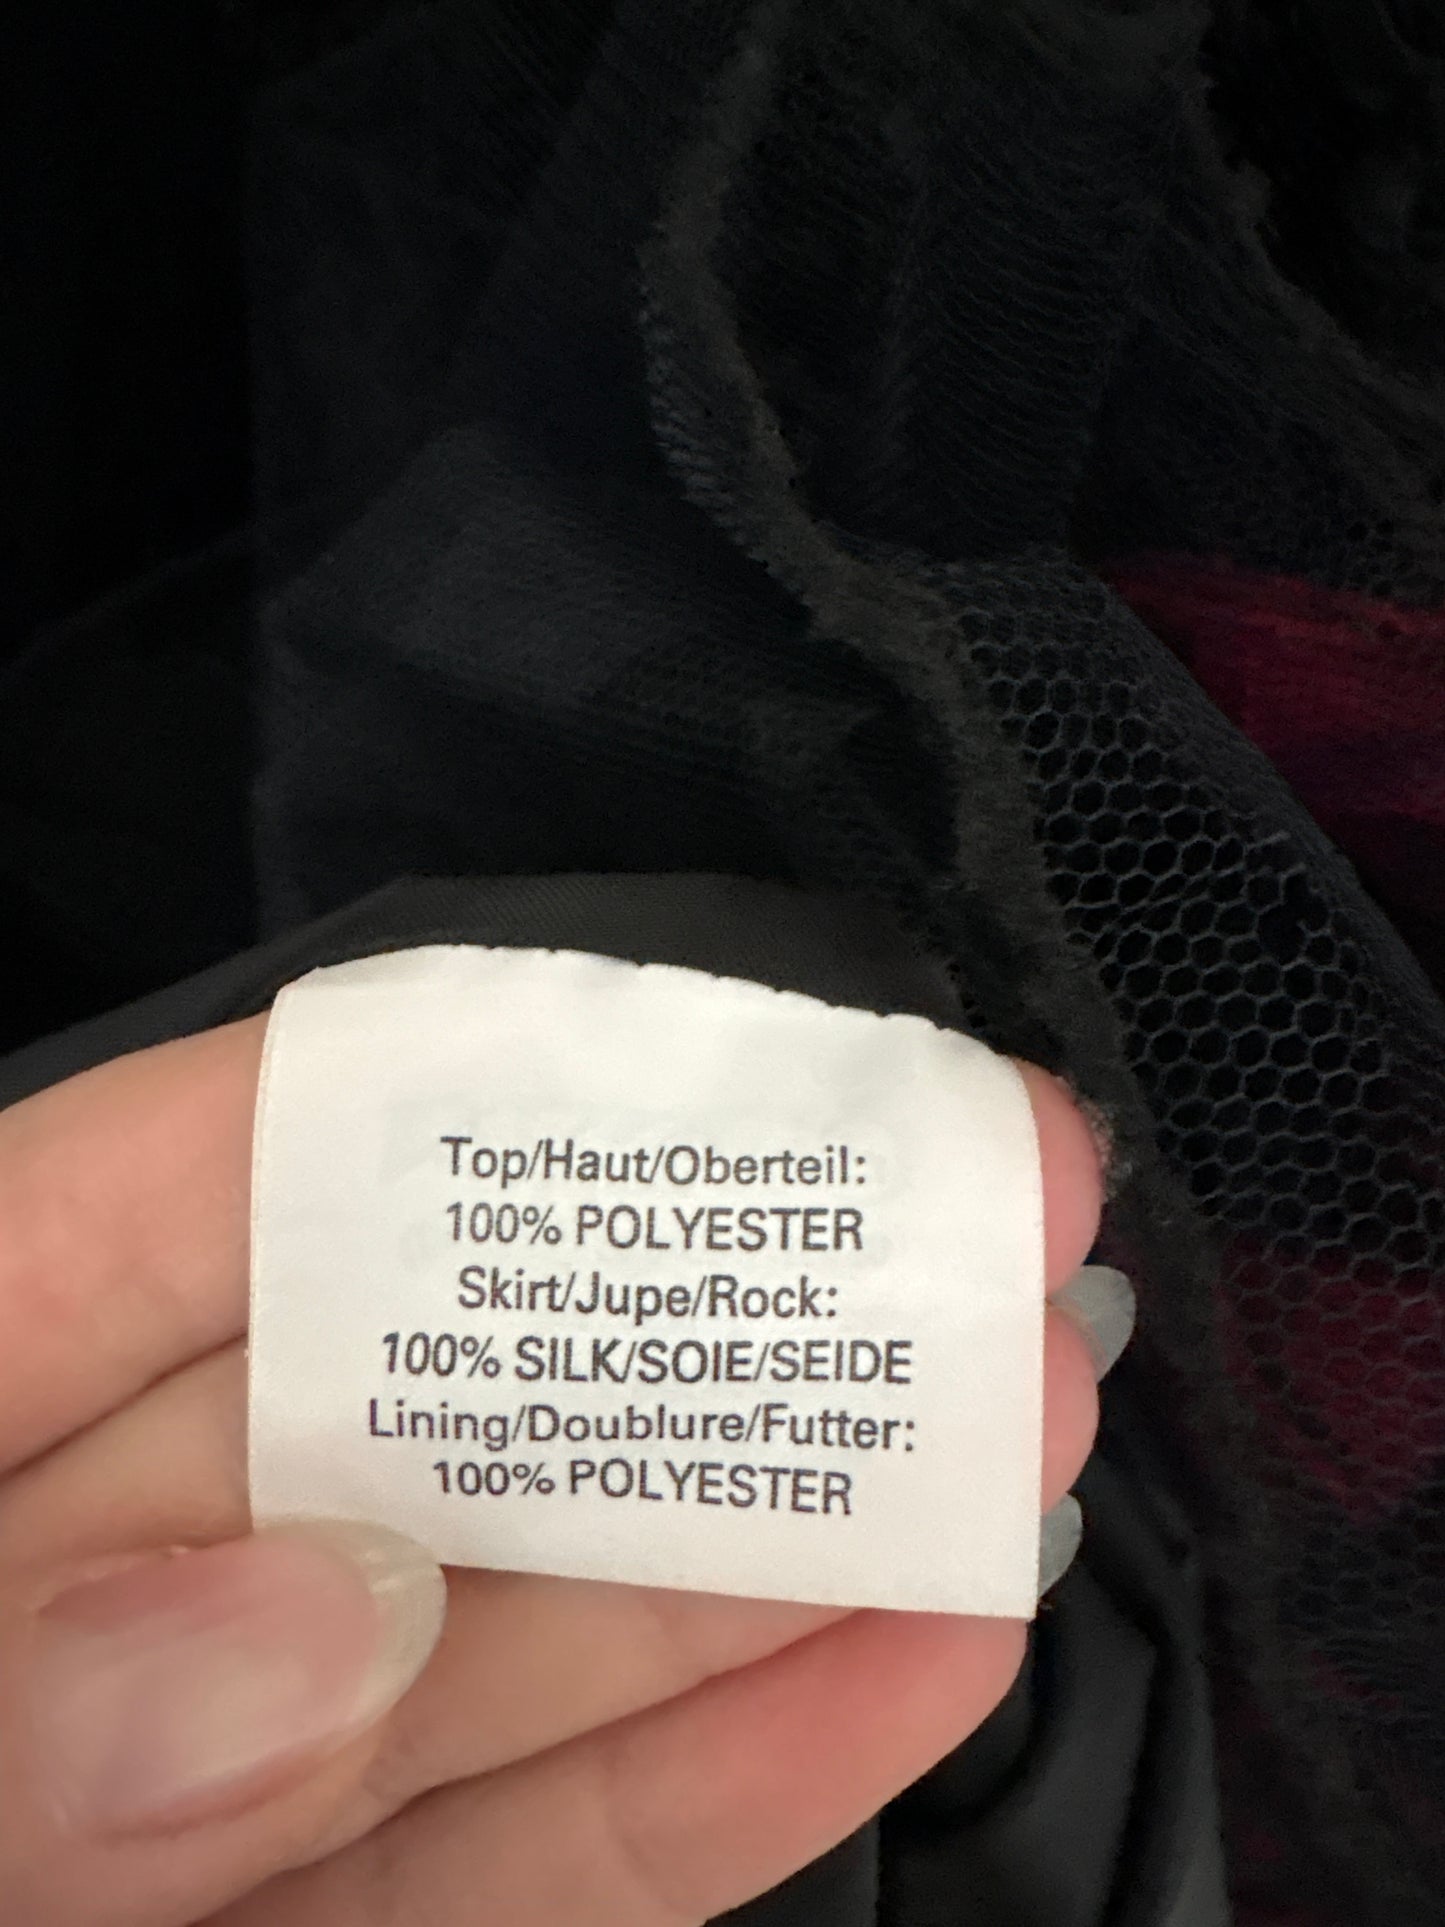 Top/Haut/Oberteil:
100% POLYESTER
Skirt/Jupe/Rock:
100% SILK/SOIE/SEIDE
Lining/Doublure/Futter:
100% POLYESTER